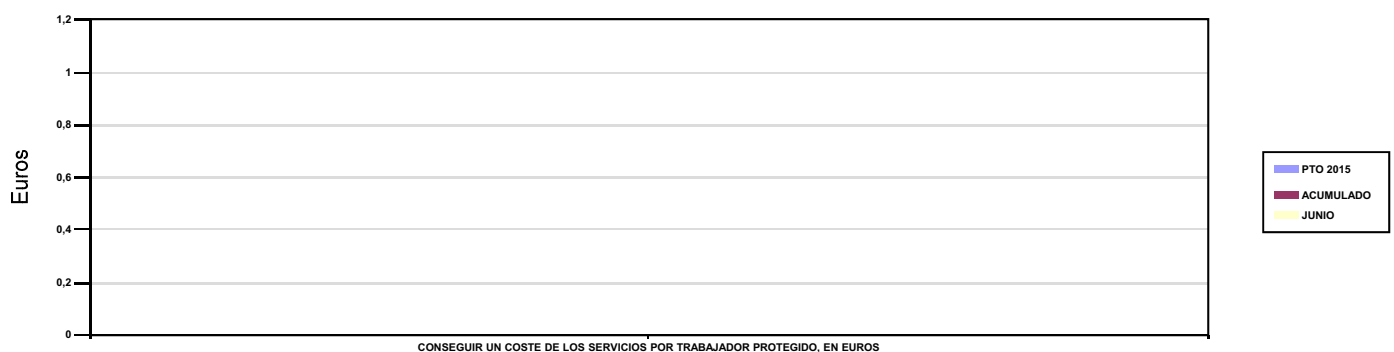 1,2
1
0,8
0,6
0,4
0,2
0
Euros
CONSEGUIR UN COSTE DE LOS SERVICIOS POR TRABAJADOR PROTEGIDO, EN EUROS
PTO 2015
ACUMULADO
JUNIO